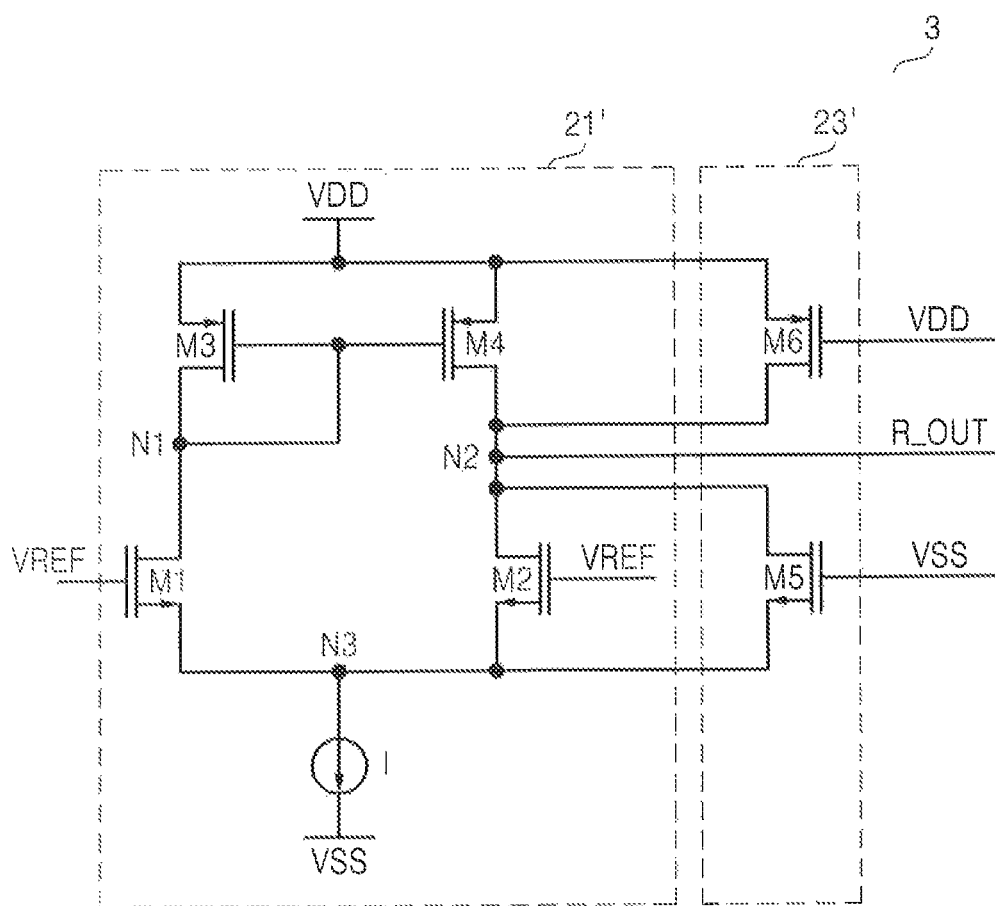 3
21'
23'
VDD
M3
M4
M6
VDD
N1
N2
R_OUT
VREF
M1
M2
VREF
M5
VSS
N3
I
VSS